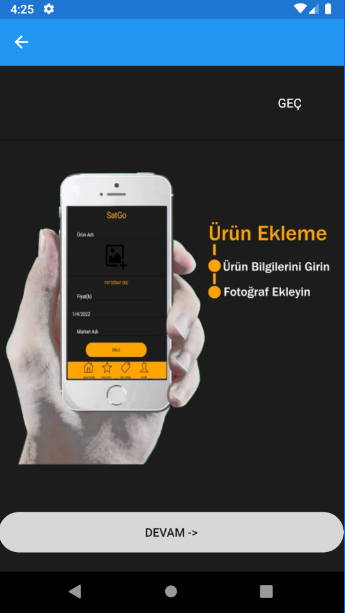 4:25
GEÇ
SatGo
Ürün Adı
Ürün Ekleme
Ürün Bilgilerini Girin
Fotoğraf Ekleyin
Fiyat(₺)
1/4/2022
Market Adı
DEVAM ->